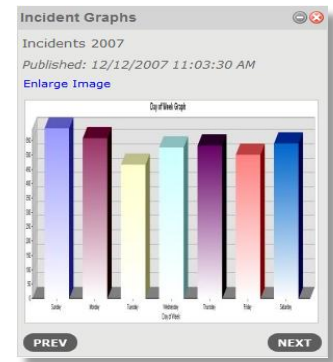 Incident Graphs
Incidents 2007
Published: 12/12/2007 11:03:30 AM
Enlarge Image
Day of Week Graph
Sunday Monday Tuesday Wednesday Thursday Friday Saturday
Day of Week
PREV NEXT